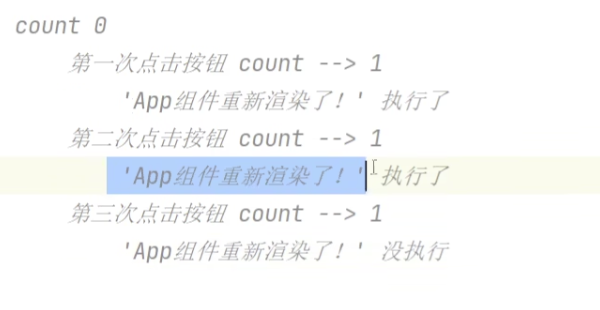 count 0
第一次点击按钮 count --> 1
'App组件重新渲染了！' 执行了
第二次点击按钮 count --> 1
'App组件重新渲染了！' 执行了
第三次点击按钮 count --> 1
'App组件重新渲染了！' 没执行